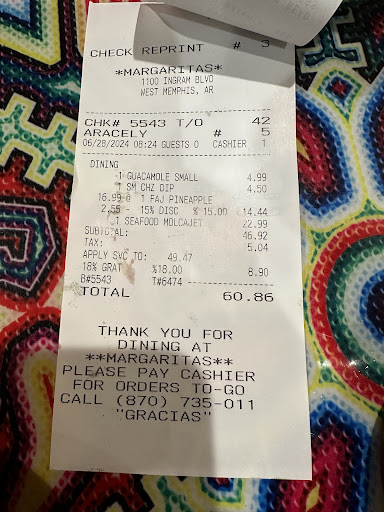 CHECK REPRINT # 3
*MARGARITAS*
1100 INGRAM BLVD
WEST MEMPHIS, AR
CHK# 5543 T/O 42
ARACELY # 5
06/28/2024 08:24 GUESTS 0 CASHIER 1
DINING
1 GUACAMOLE SMALL 4.99
1 SM CHZ DIP 4.50
16.99 @ 1 FAJ PINEAPPLE
2.55 - 15% DISC % 15.00 14.44
1 SEAFOOD MOLCAJET 22.99
SUBTOTAL: 46.92
TAX: 5.04
APPLY SVC TO: 49.47
18% GRAT %18.00 8.90
B#5543 T#6474
TOTAL 60.86
THANK YOU FOR
DINING AT
**MARGARITAS**
PLEASE PAY CASHIER
FOR ORDERS TO-GO
CALL (870) 735-011
"GRACIAS"